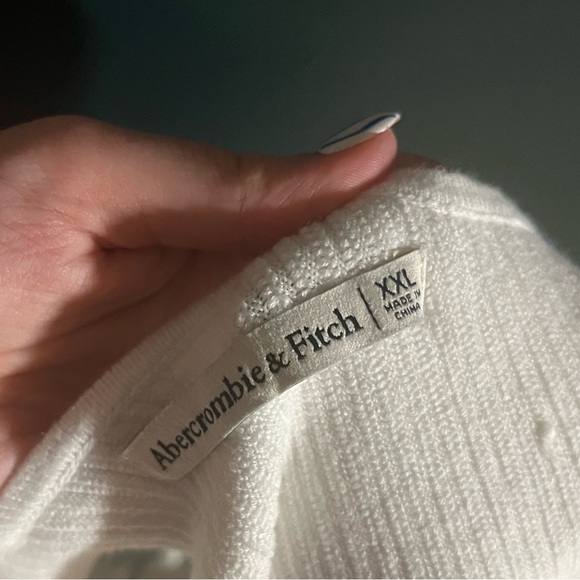 Abercrombie & Fitch | XXL
MADE IN
CHINA